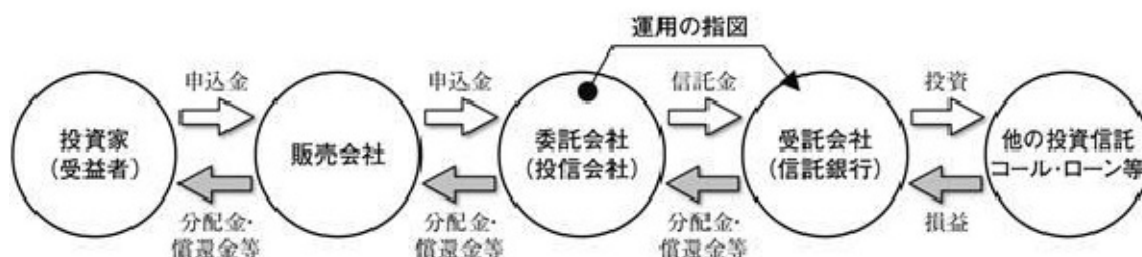 運用の指図
申込金
申込金
信託金
投資
投資家
(受益者)
販売会社
委託会社
(投信会社)
受託会社
(信託銀行)
他の投資信託
コール・ローン等
分配金・
償還金等
分配金・
償還金等
分配金・
償還金等
損益